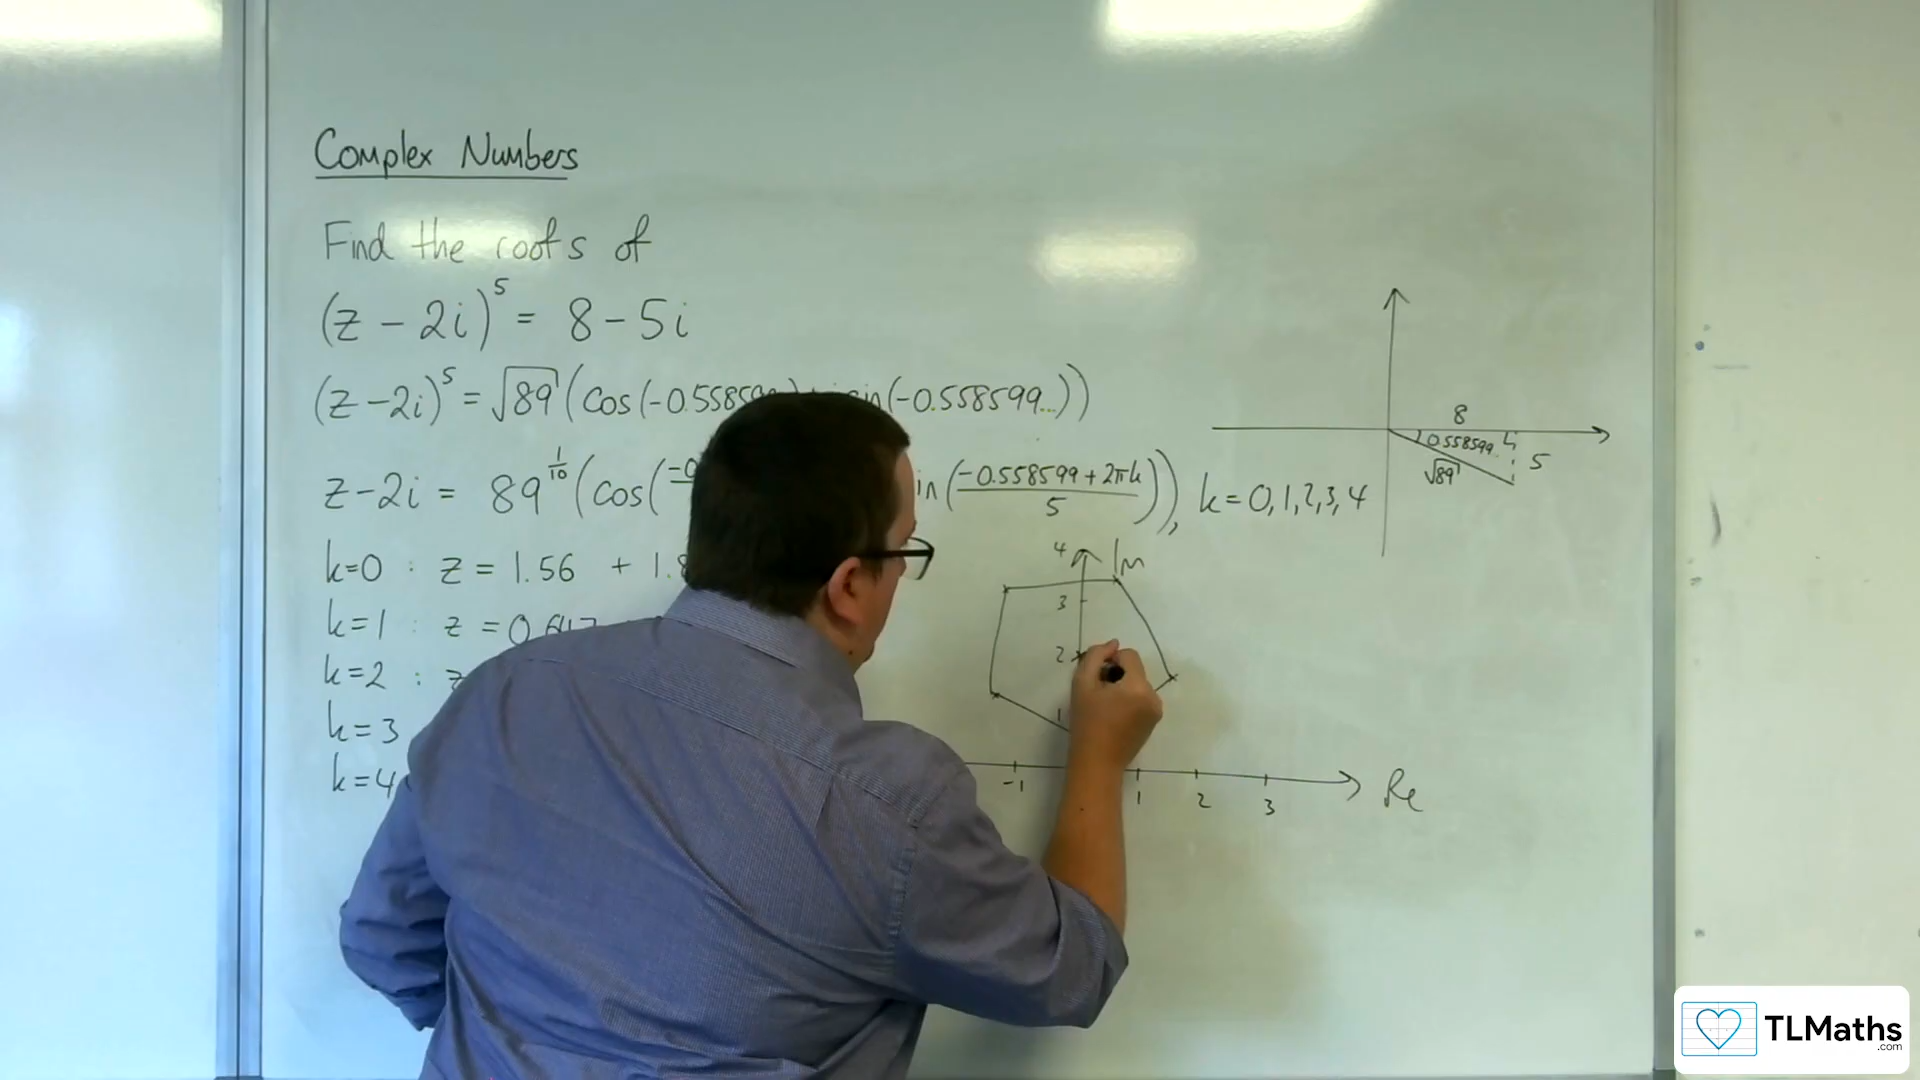 Complex Numbers
Find the roots of
(z - 2i)^5 = 8 - 5i
(z - 2i)^5 = √89 (cos(-0.558599 in(-0.558599...))
z - 2i = 89^(1/10) (cos( in((-0.558599 + 2πk)/5)), k = 0, 1, 2, 3, 4
k=0 : z = 1.56 + 1.
k=1 : z = 0.
k=2 : z
k=3
k=4
8
0.558599..
5
√89
4 Im
3
2
1
-1 1 2 3 Re
TLMaths
.com